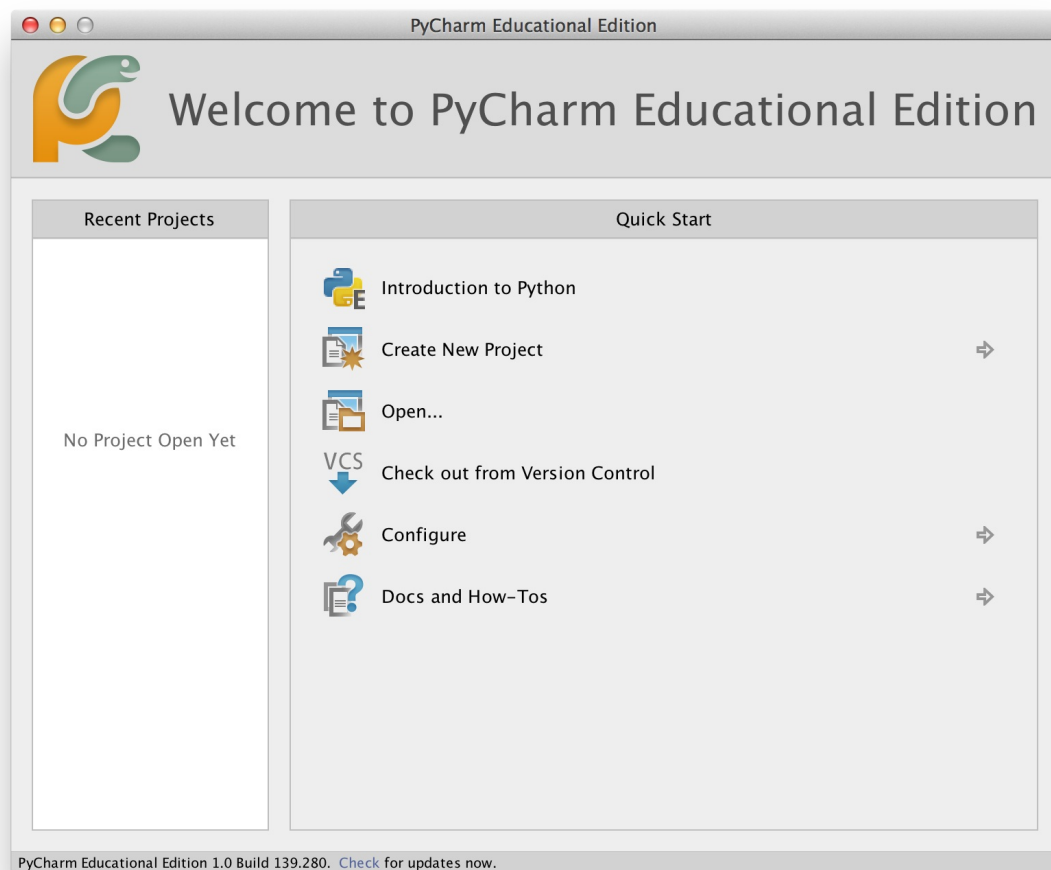 PyCharm Educational Edition
Welcome to PyCharm Educational Edition
Recent Projects
No Project Open Yet
Quick Start
E
Introduction to Python
Create New Project
Open...
VCS
Check out from Version Control
Configure
?
Docs and How-Tos
PyCharm Educational Edition 1.0 Build 139.280. Check for updates now.